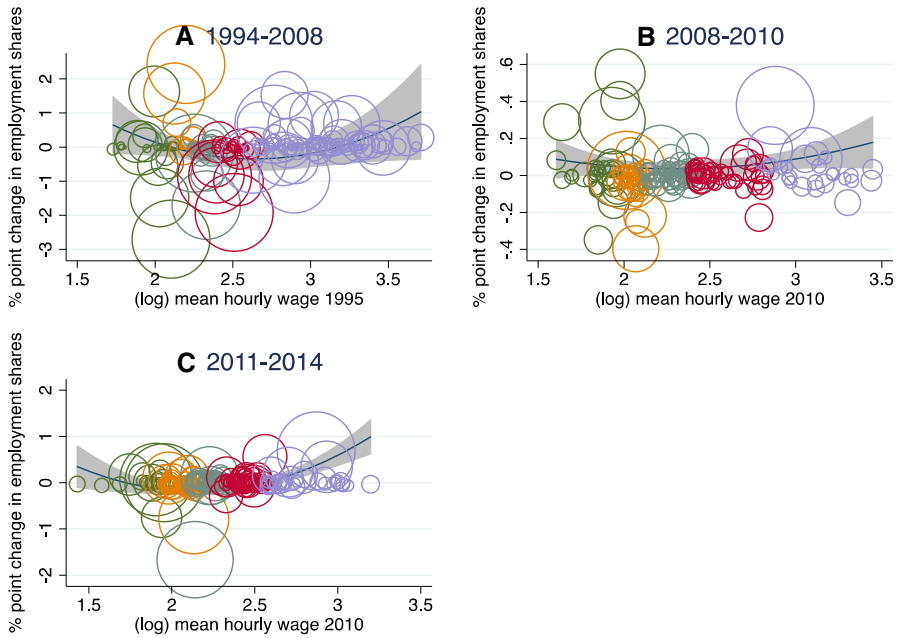 A 1994-2008
% point change in employment shares
2
1
0
-1
-2
-3
1.5 2 2.5 3 3.5
(log) mean hourly wage 1995
B 2008-2010
% point change in employment shares
.6
.4
.2
0
-.2
-.4
1.5 2 2.5 3 3.5
(log) mean hourly wage 2010
C 2011-2014
% point change in employment shares
2
1
0
-1
-2
1.5 2 2.5 3 3.5
(log) mean hourly wage 2010